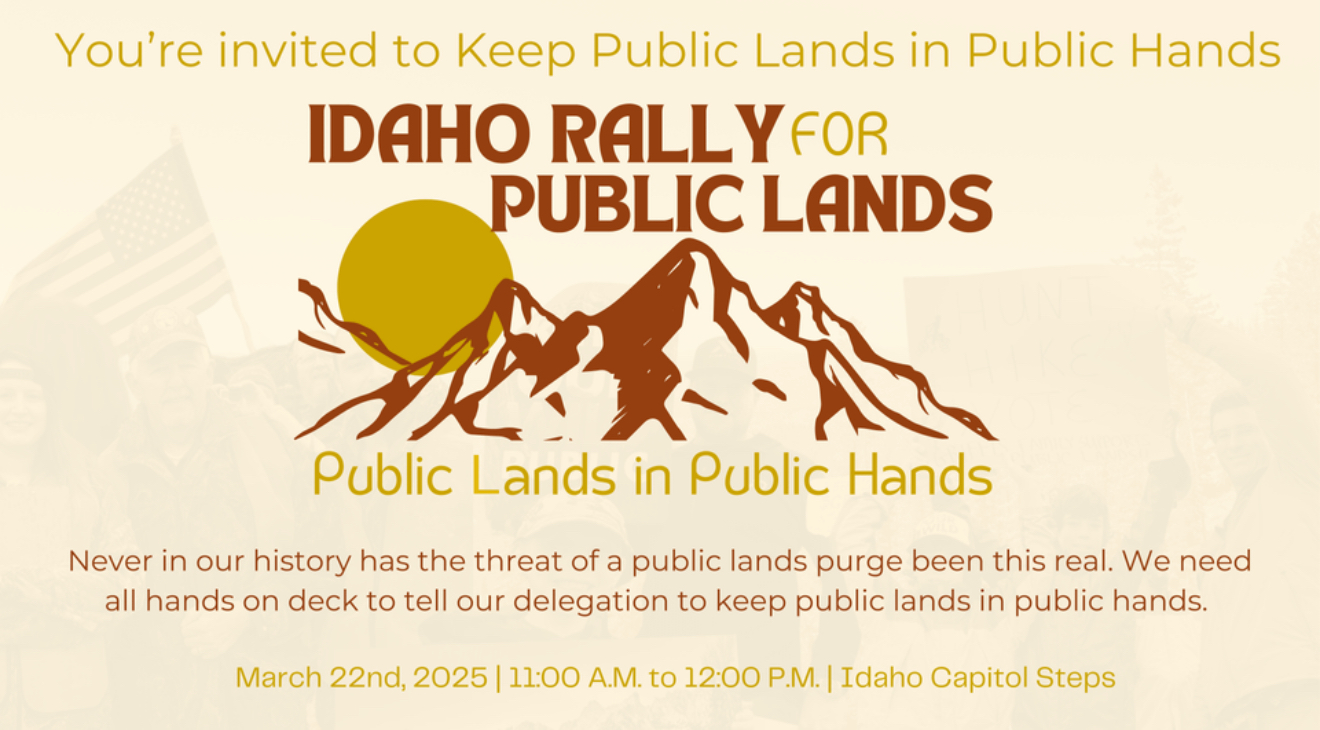 You’re invited to Keep Public Lands in Public Hands
IDAHO RALLY FOR
PUBLIC LANDS
Public Lands in Public Hands
Never in our history has the threat of a public lands purge been this real. We need
all hands on deck to tell our delegation to keep public lands in public hands.
March 22nd, 2025 | 11:00 A.M. to 12:00 P.M. | Idaho Capitol Steps